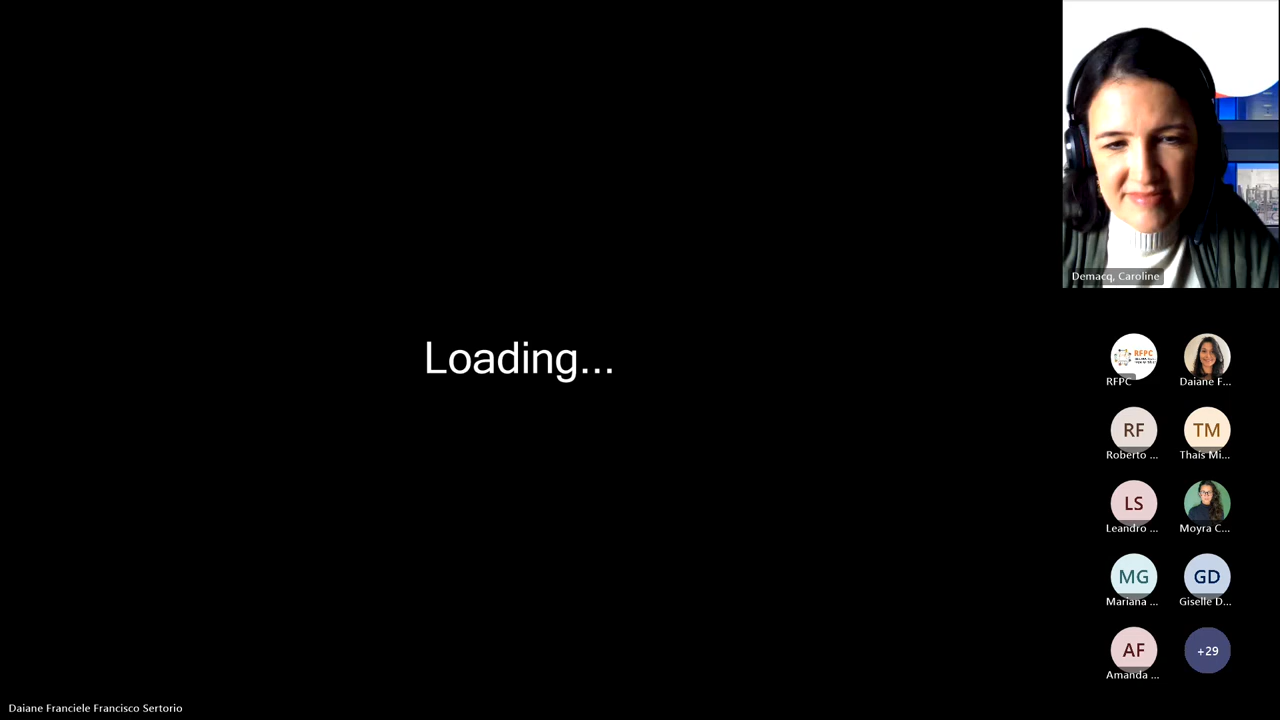 Demacq, Caroline
Loading...
RFPC
RFPC
Daiane F...
RF
TM
Roberto ...
Thais Mi...
LS
Leandro ...
Moyra C...
MG
GD
Mariana ...
Giselle D...
AF
+29
Amanda ...
Daiane Franciele Francisco Sertorio